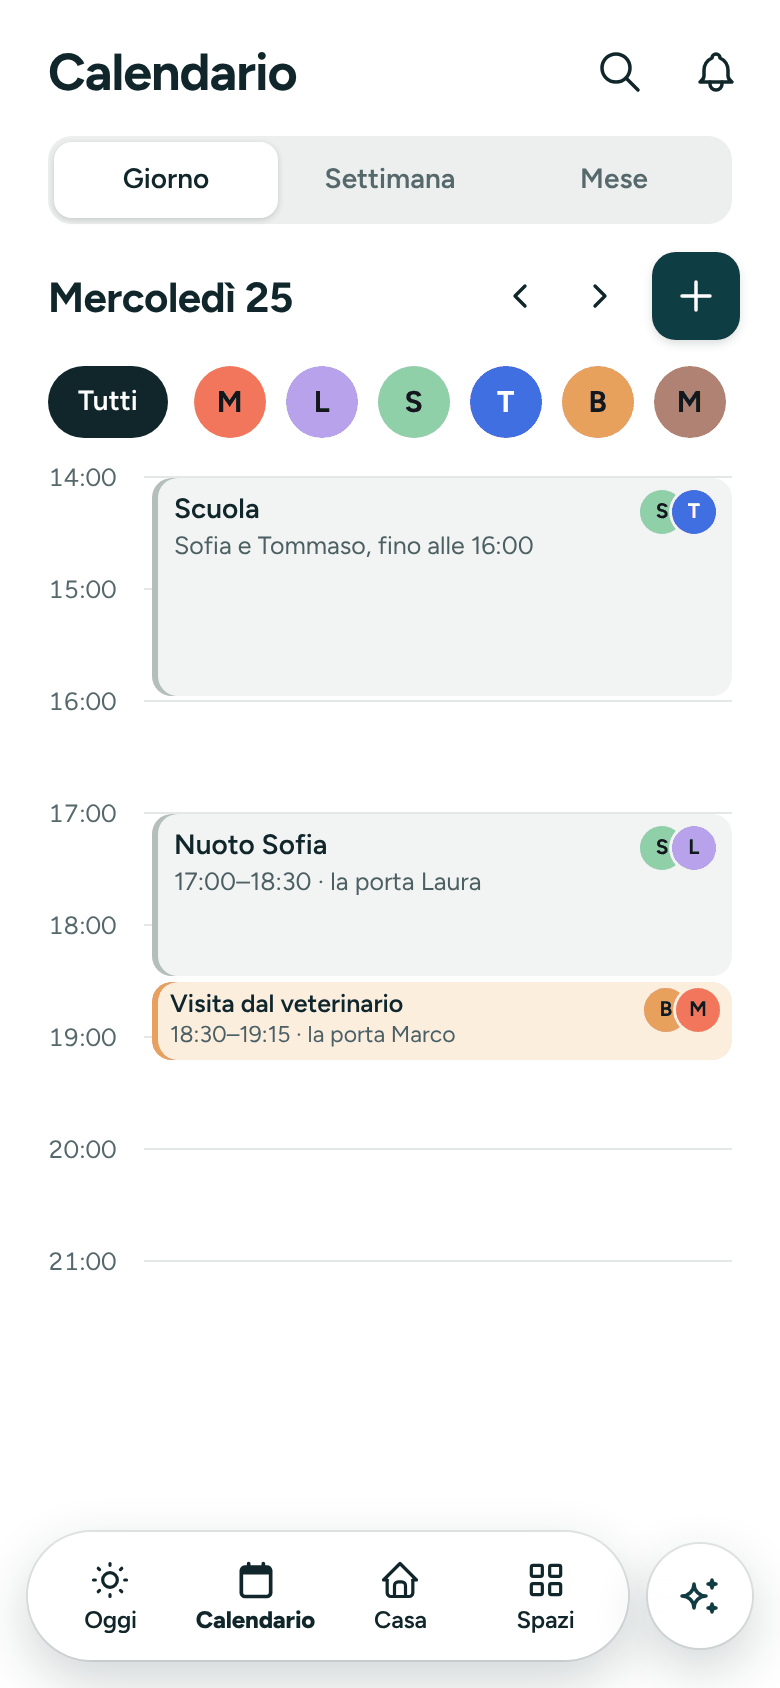 Calendario
Giorno Settimana Mese
Mercoledì 25
Tutti M L S T B M
14:00
Scuola S T
Sofia e Tommaso, fino alle 16:00
15:00
16:00
17:00
Nuoto Sofia S L
17:00–18:30 · la porta Laura
18:00
Visita dal veterinario B M
18:30–19:15 · la porta Marco
19:00
20:00
21:00
Oggi Calendario Casa Spazi